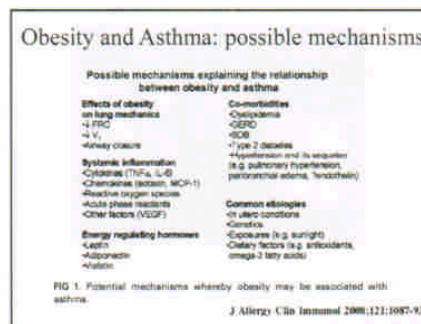 Obesity and Asthma: possible mechanisms
Possible mechanisms explaining the relationship
between obesity and asthma
Effects of obesity
on lung mechanics
•↓ FRC
•↓ V
•Airway closure
Systemic inflammation
•Cytokines (TNFα, IL-6)
•Chemokines (eotaxin, MCP-1)
•Reactive oxygen species
•Acute phase reactants
•Other factors (VEGF)
Energy regulating hormones
•Leptin
•Adiponectin
•Visfatin
Co-morbidities
•Dyslipidemia
•GERD
•SDB
•Type 2 diabetes
•Hypertension and its sequelae
(e.g. pulmonary hypertension,
peribronchial edema, ?endothelin)
Common etiologies
•In utero conditions
•Genetics
•Exposures (e.g. sunlight)
•Dietary factors (e.g. antioxidants,
omega-3 fatty acids)
FIG 1. Potential mechanisms whereby obesity may be associated with
asthma.
J Allergy Clin Immunol 2008;121:1087-93